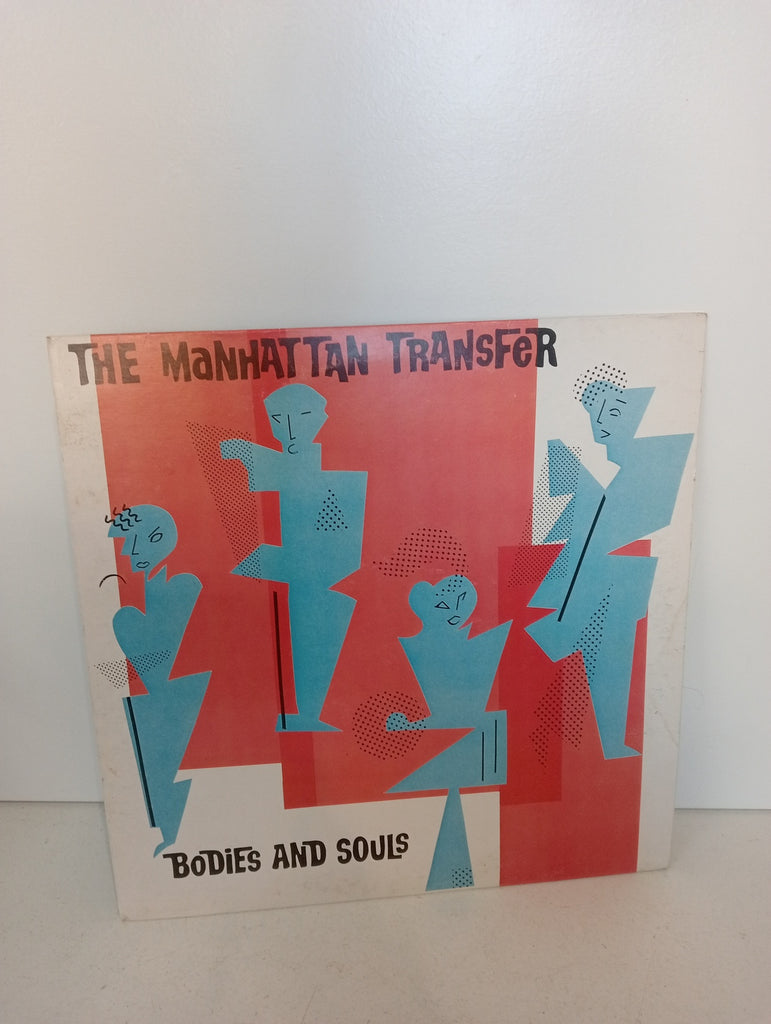 THE MaNHATTAN TRANSFeR
BoDiES AND SOULS